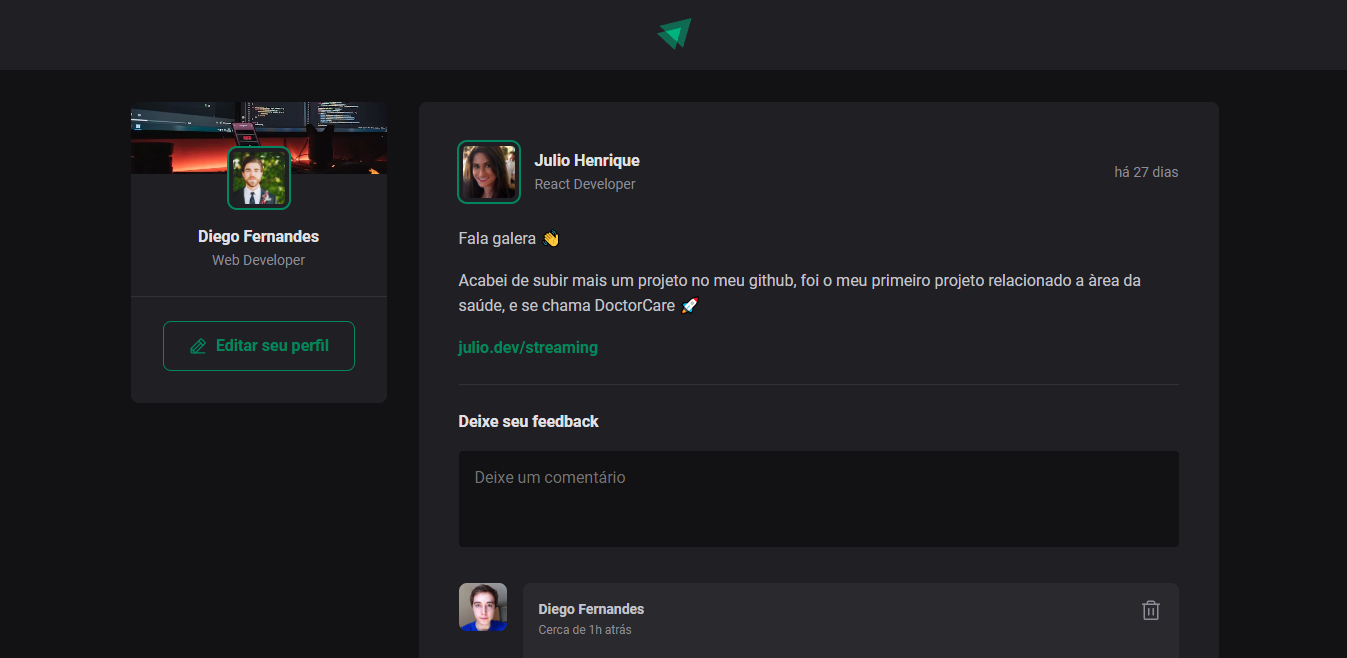 Diego Fernandes
Web Developer
Editar seu perfil
Julio Henrique
React Developer
há 27 dias
Fala galera 👋
Acabei de subir mais um projeto no meu github, foi o meu primeiro projeto relacionado a àrea da
saúde, e se chama DoctorCare 🚀
julio.dev/streaming
Deixe seu feedback
Deixe um comentário
Diego Fernandes
Cerca de 1h atrás